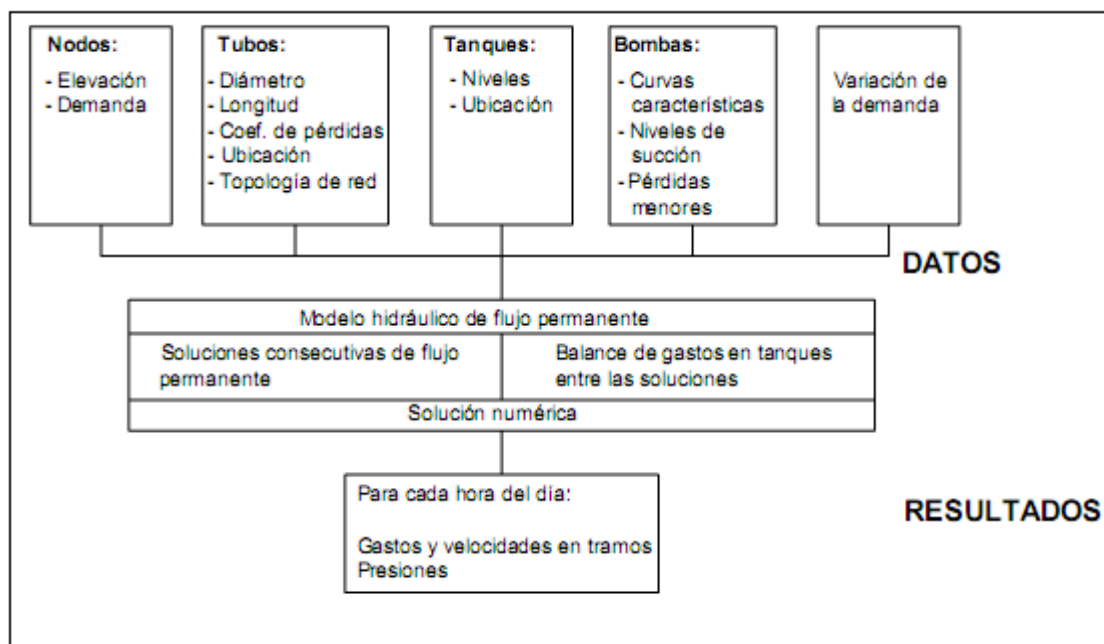 Nodos:
- Elevación
- Demanda
Tubos:
- Diámetro
- Longitud
- Coef. de pérdidas
- Ubicación
- Topología de red
Tanques:
- Niveles
- Ubicación
Bombas:
- Curvas
características
- Niveles de
succión
- Pérdidas
menores
Variación de
la demanda
DATOS
Modelo hidráulico de flujo permanente
Soluciones consecutivas de flujo
permanente
Balance de gastos en tanques
entre las soluciones
Solución numérica
Para cada hora del día:
Gastos y velocidades en tramos
Presiones
RESULTADOS